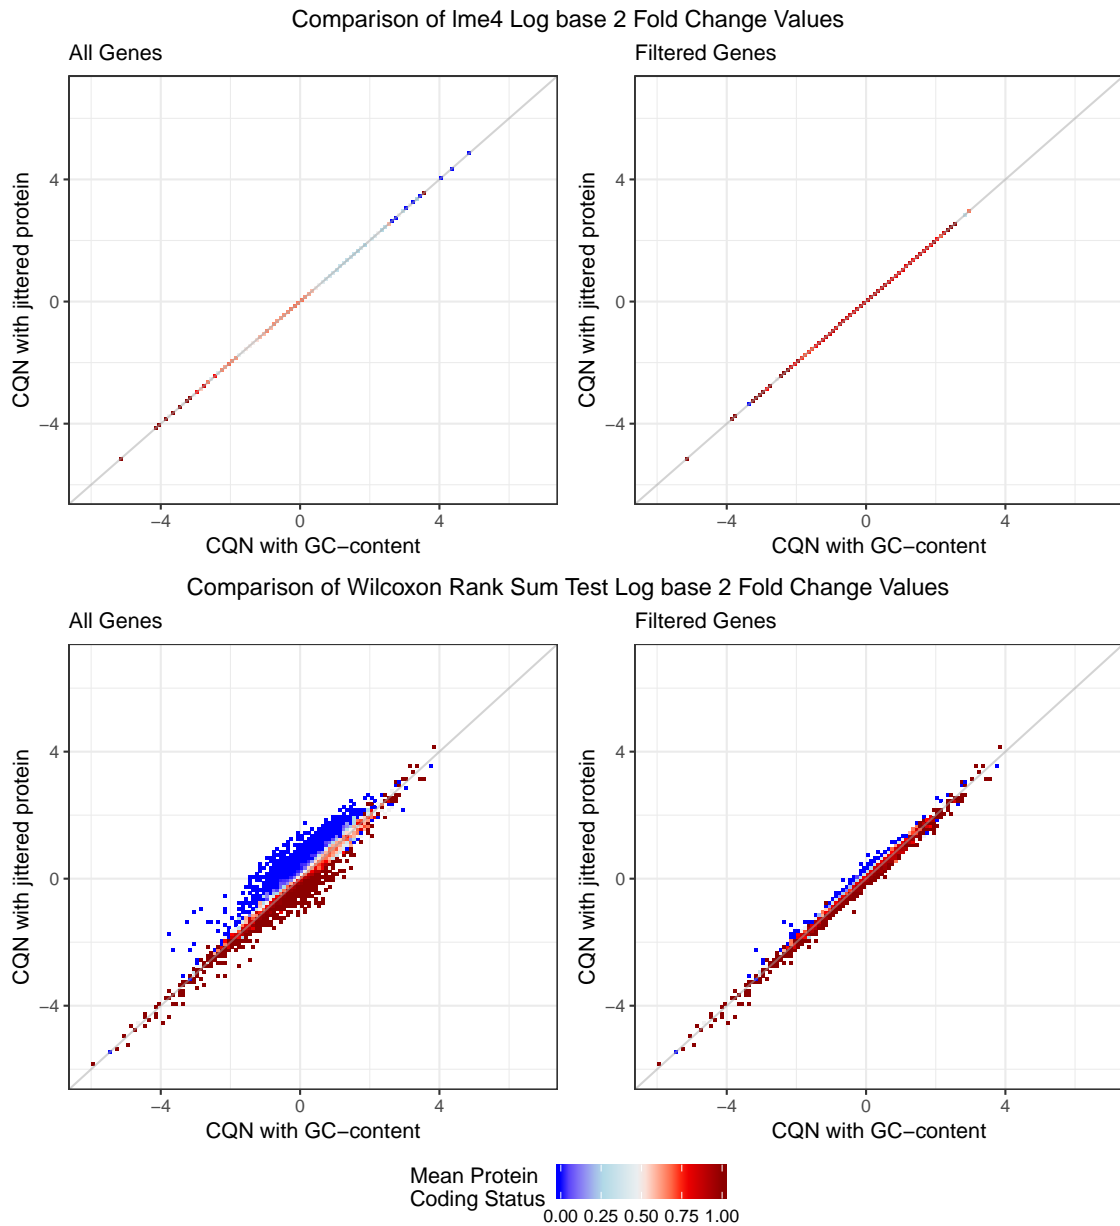 Comparison of lme4 Log base 2 Fold Change Values
All Genes
Filtered Genes
CQN with jittered protein
4
0
−4
−4 0 4
CQN with GC−content
CQN with jittered protein
4
0
−4
−4 0 4
CQN with GC−content
Comparison of Wilcoxon Rank Sum Test Log base 2 Fold Change Values
All Genes
Filtered Genes
CQN with jittered protein
4
0
−4
−4 0 4
CQN with GC−content
CQN with jittered protein
4
0
−4
−4 0 4
CQN with GC−content
Mean Protein
Coding Status
0.00 0.25 0.50 0.75 1.00